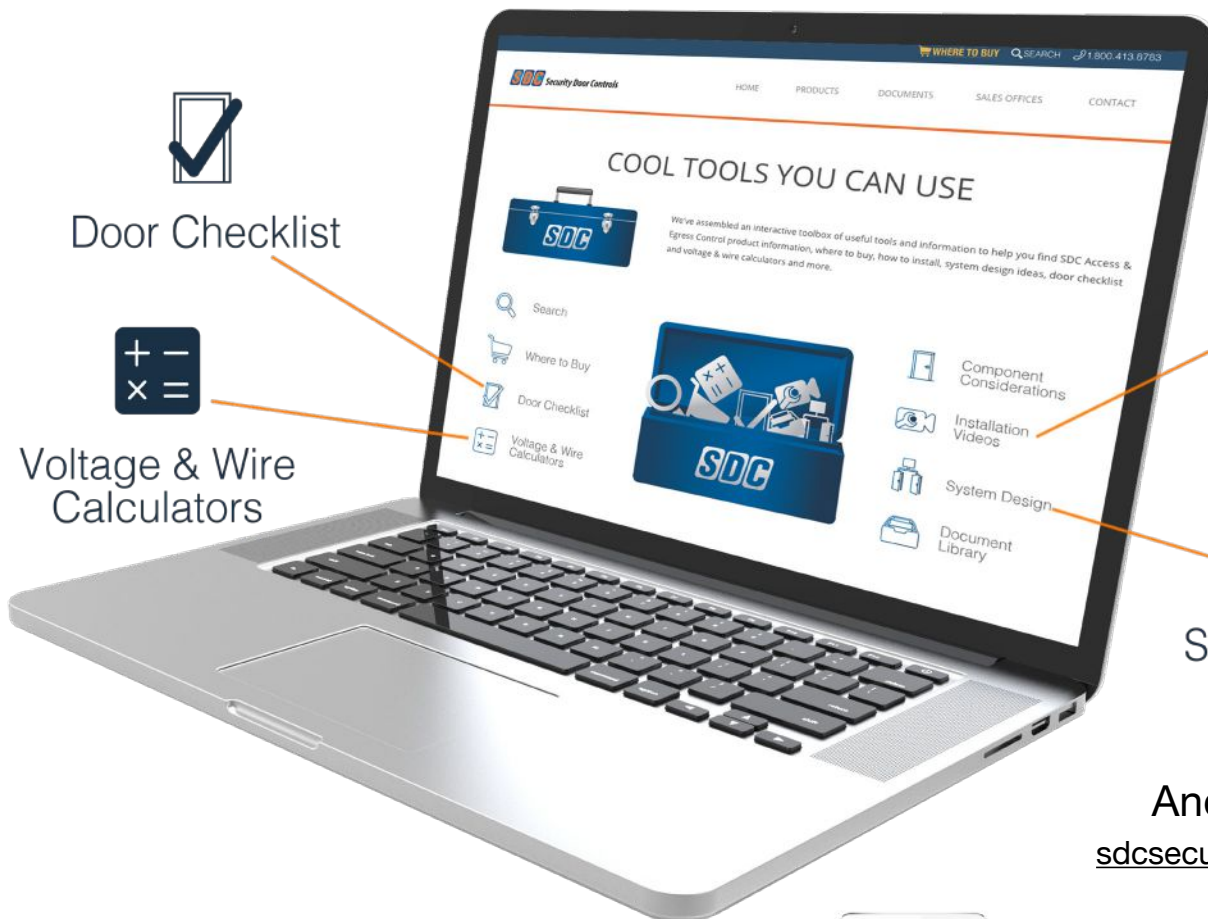 WHERE TO BUY SEARCH 1.800.413.8783
SDC Security Door Controls
HOME PRODUCTS DOCUMENTS SALES OFFICES CONTACT
COOL TOOLS YOU CAN USE
SDC
We've assembled an interactive toolbox of useful tools and information to help you find SDC Access &
Egress Control product information, where to buy, how to install, system design ideas, door checklist
and voltage & wire calculators and more.
Search
Where to Buy
Door Checklist
Voltage & Wire
Calculators
SDC
Component
Considerations
Installation
Videos
System Design
Document
Library
Door Checklist
Voltage & Wire
Calculators
S
An
sdcsecu